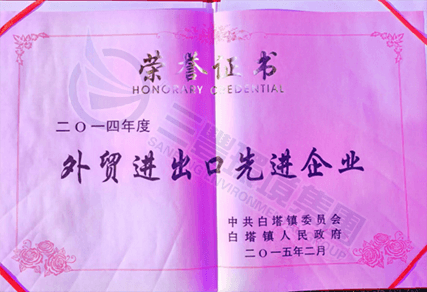 荣誉证书
HONORARY CREDENTIAL
二〇一四年度
外贸进出口先进企业
中共白塔镇委员会
白塔镇人民政府
二〇一五年二月